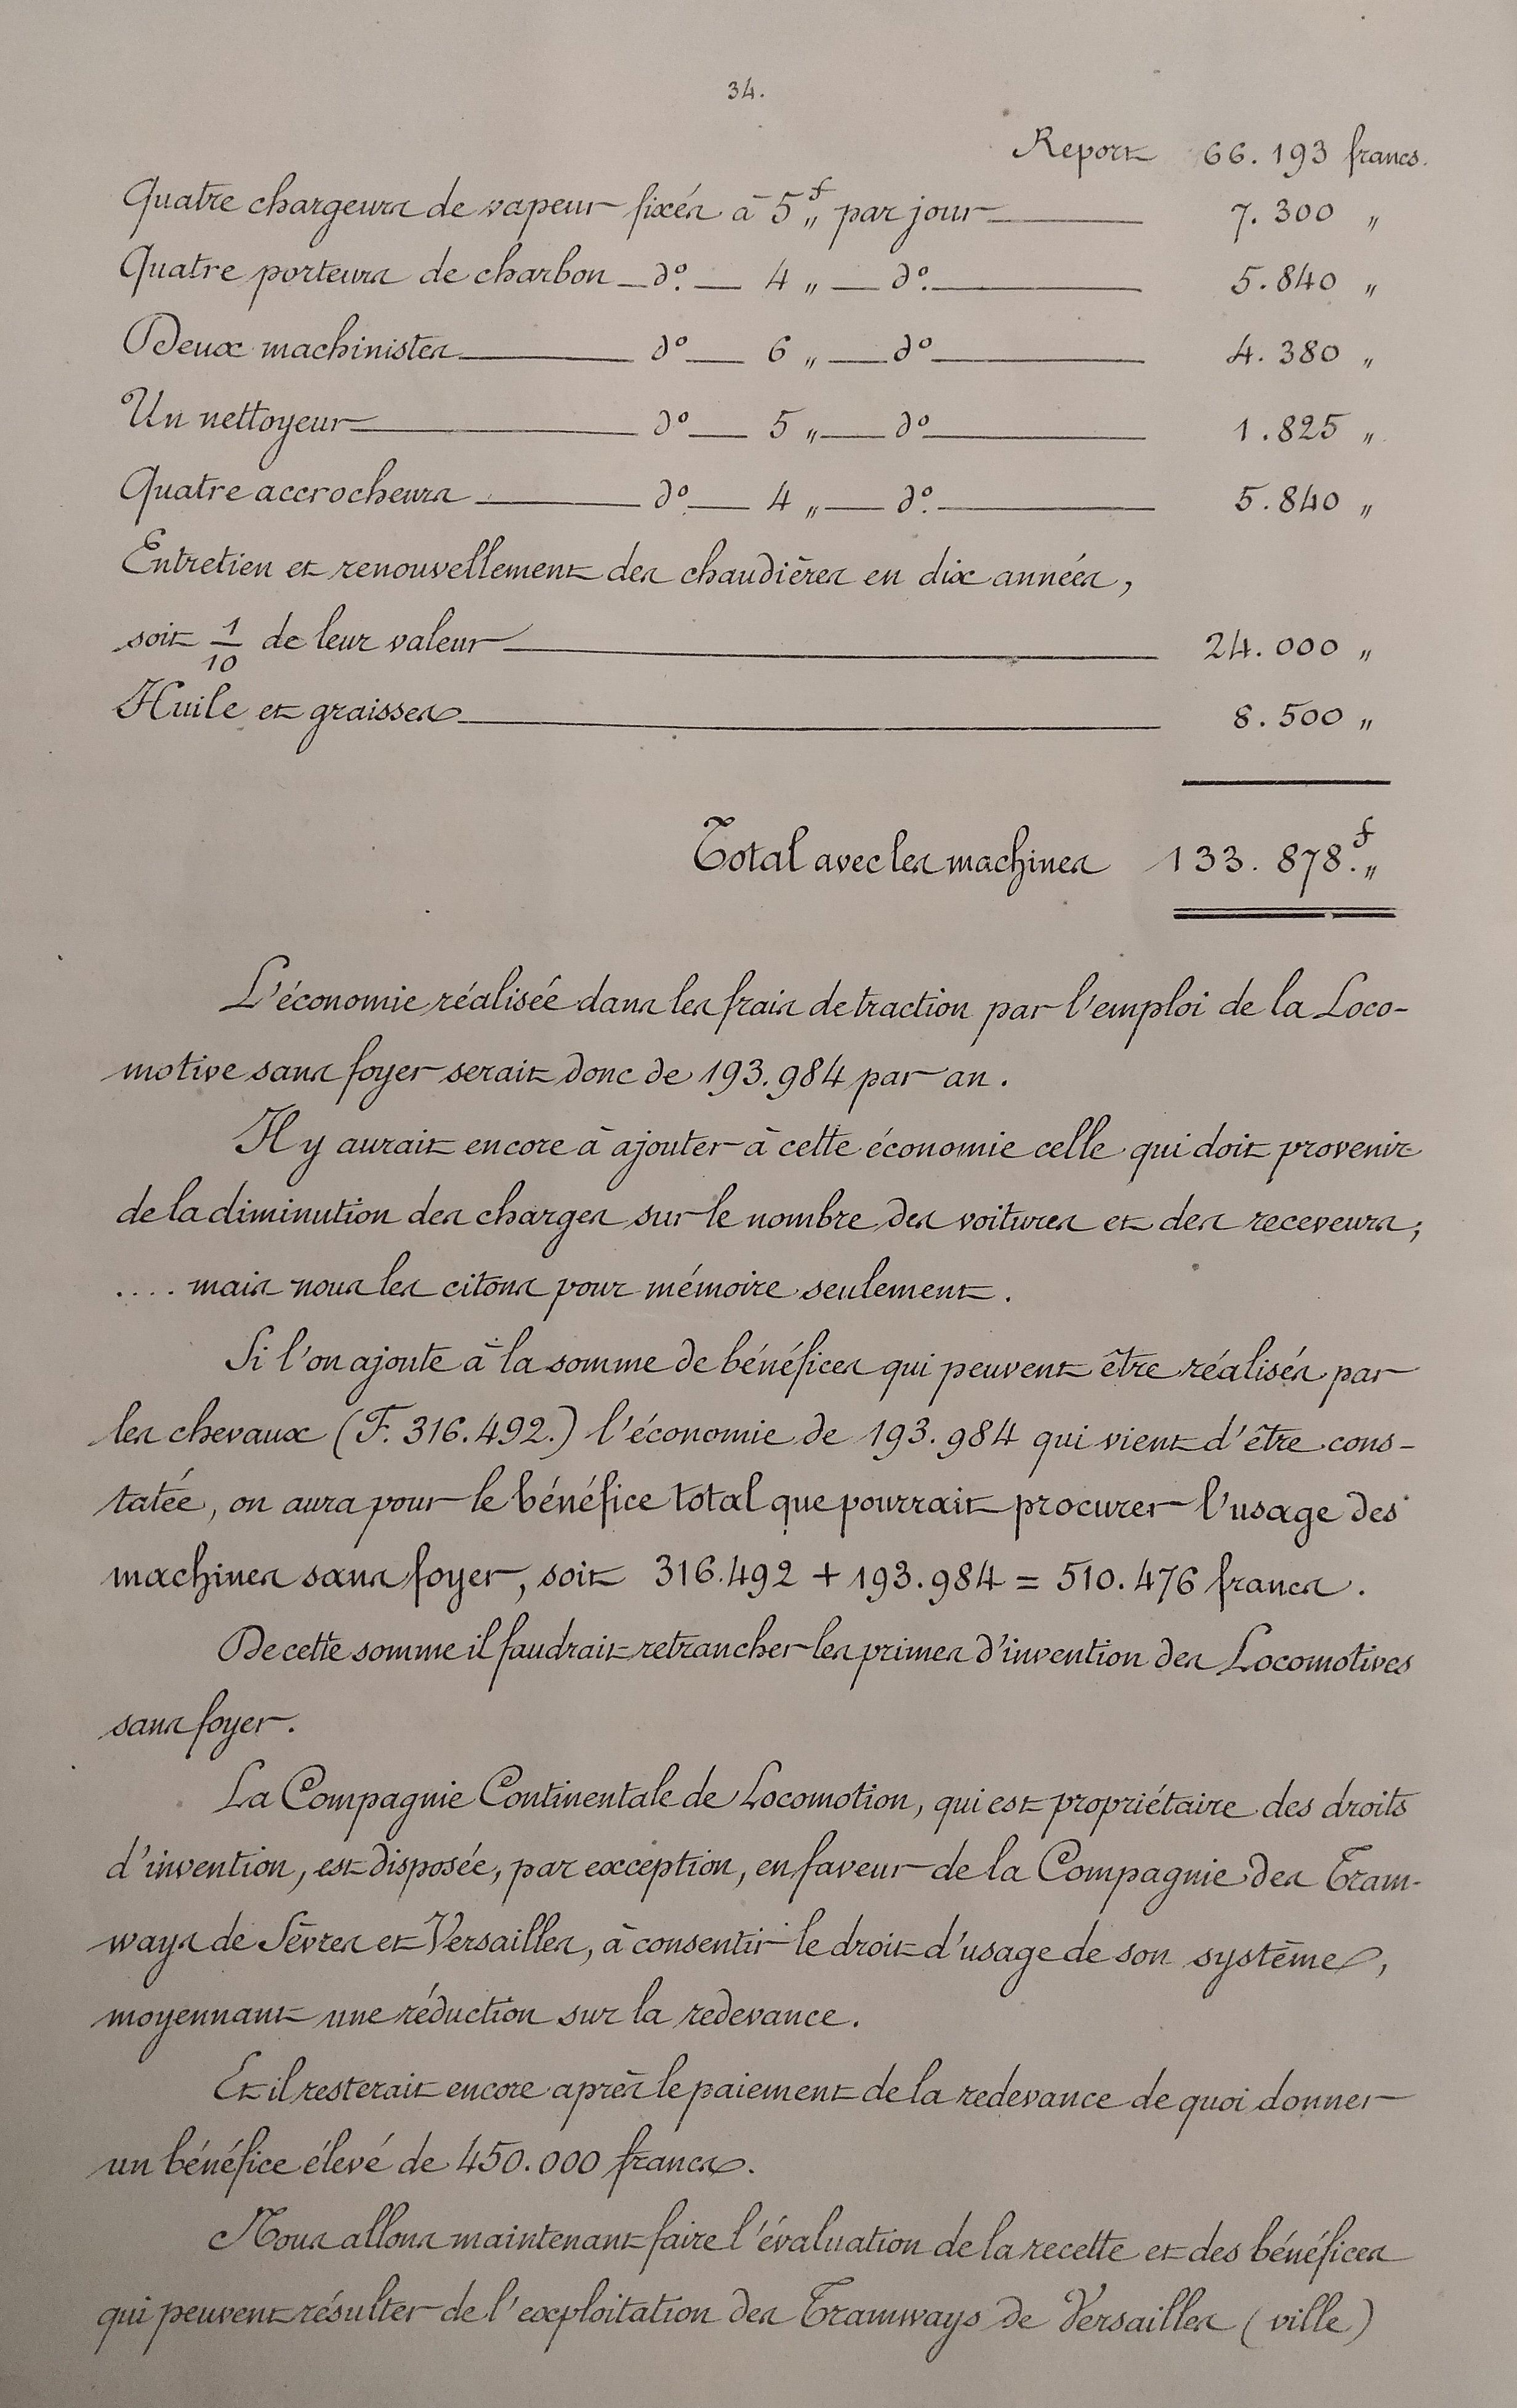 34.
Report 66.193 francs.
Quatre chargeurs de vapeur fixés à 5f„ par jour 7.300 „
Quatre porteurs de charbon do. 4 „ do. 5.840 „
Deux machinistes do 6 „ do 4.380 „
Un nettoyeur do 5 „ do 1.825 „
Quatre accrocheurs do 4 „ do. 5.840 „
Entretien et renouvellement des chaudières en dix années,
soit 1/10 de leur valeur 24.000 „
Huile et graisses 8.500 „
Total avec les machines 133.878.f„
L'économie réalisée dans les frais de traction par l'emploi de la Loco-
motive sans foyer serait donc de 193.984 par an.
Il y aurait encore à ajouter à cette économie celle qui doit provenir
de la diminution des charges sur le nombre des voitures et des receveurs;
.... mais nous les citons pour mémoire seulement.
Si l'on ajoute à la somme de bénéfices qui peuvent être réalisés par
les chevaux (F. 316.492.) l'économie de 193.984 qui vient d'être cons-
tatée, on aura pour le bénéfice total que pourrait procurer l'usage des
machines sans foyer, soit 316.492 + 193.984 = 510.476 francs.
De cette somme il faudrait retrancher les primes d'invention des Locomotives
sans foyer.
La Compagnie Continentale de Locomotion, qui est propriétaire des droits
d'invention, est disposée, par exception, en faveur de la Compagnie des Tram-
ways de Sèvres et Versailles, à consentir le droit d'usage de son système,
moyennant une réduction sur la redevance.
Et il resterait encore après le paiement de la redevance de quoi donner
un bénéfice élevé de 450.000 francs.
Nous allons maintenant faire l'évaluation de la recette et des bénéfices
qui peuvent résulter de l'exploitation des Tramways de Versailles (ville)